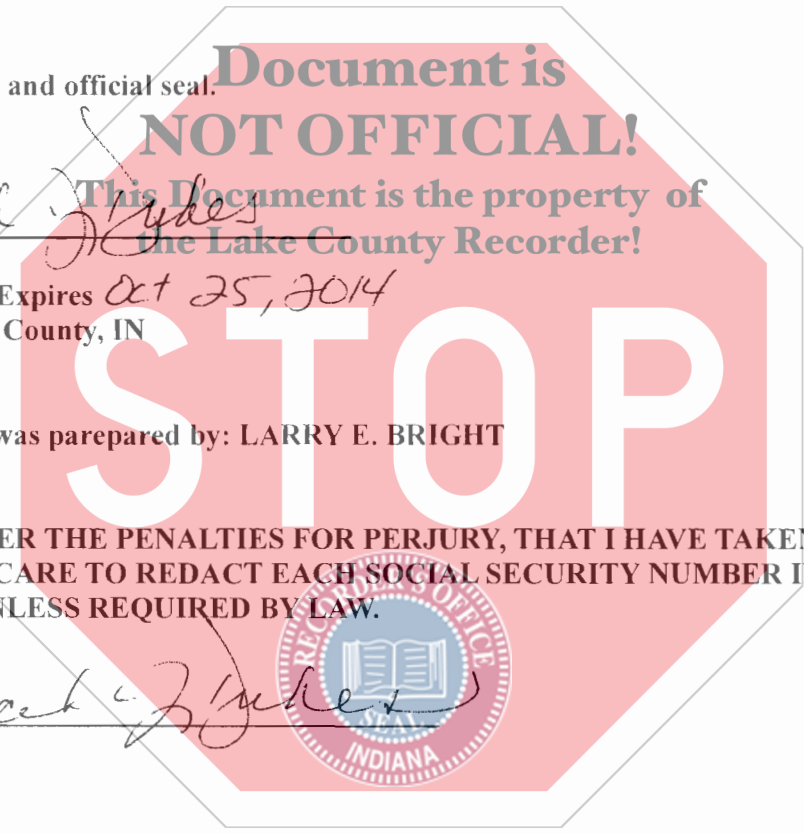 and official seal.
Document is
NOT OFFICIAL!
This Document is the property of
the Lake County Recorder!
Expires Oct 25, 2014
County, IN
STOP
was parepared by: LARRY E. BRIGHT
ER THE PENALTIES FOR PERJURY, THAT I HAVE TAKEN
CARE TO REDACT EACH SOCIAL SECURITY NUMBER I
NLESS REQUIRED BY LAW.
RECORDER'S OFFICE
SEAL
INDIANA